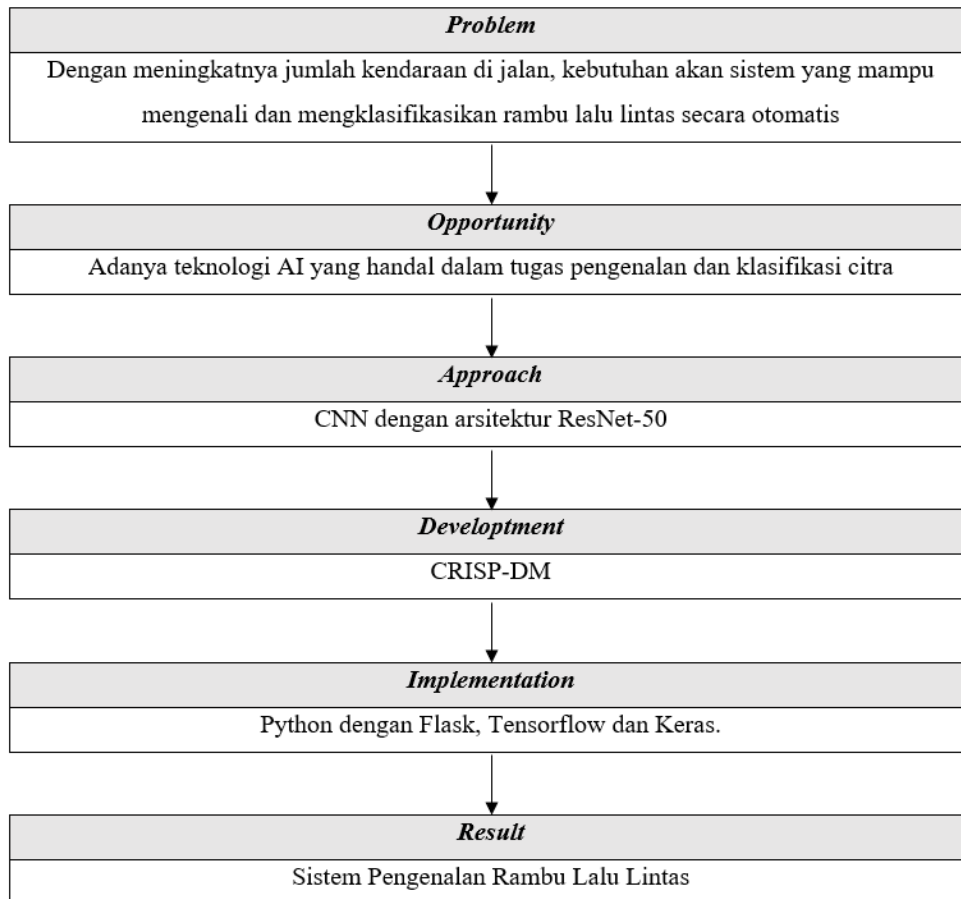 Problem
Dengan meningkatnya jumlah kendaraan di jalan, kebutuhan akan sistem yang mampu
mengenali dan mengklasifikasikan rambu lalu lintas secara otomatis
Opportunity
Adanya teknologi AI yang handal dalam tugas pengenalan dan klasifikasi citra
Approach
CNN dengan arsitektur ResNet-50
Developtment
CRISP-DM
Implementation
Python dengan Flask, Tensorflow dan Keras.
Result
Sistem Pengenalan Rambu Lalu Lintas